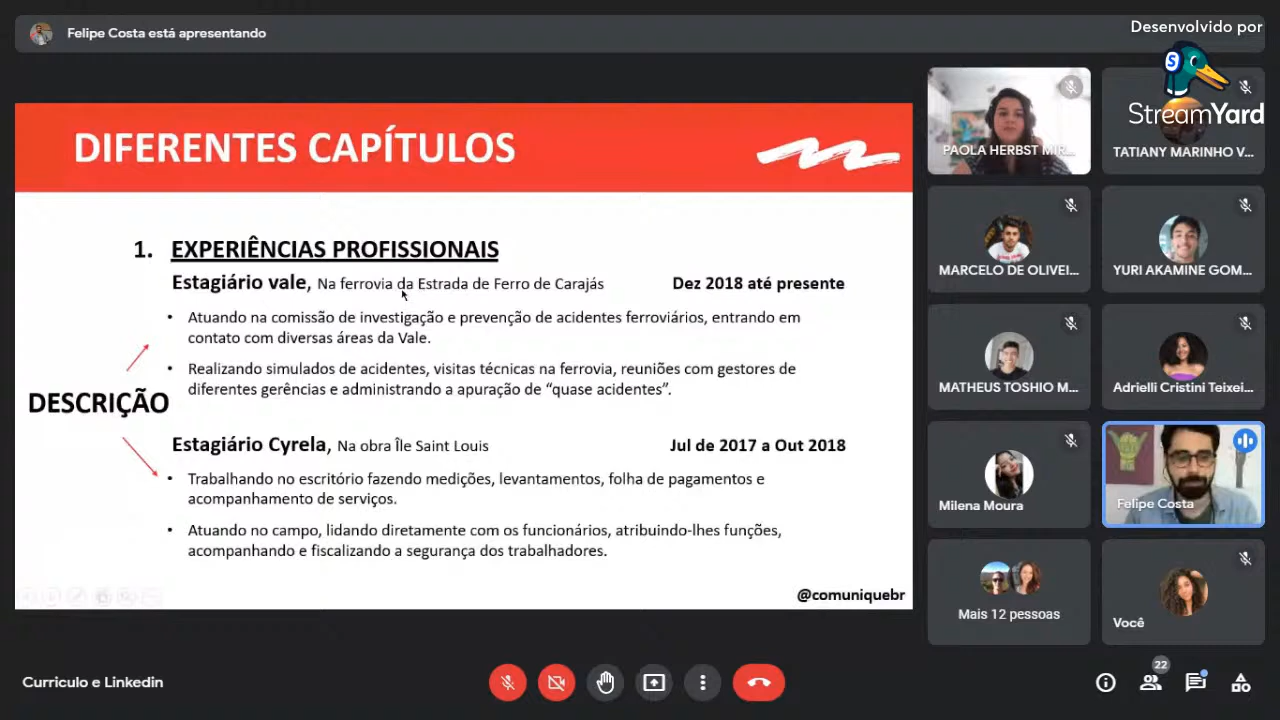 Felipe Costa está apresentando
Desenvolvido por
S
StreamYard
DIFERENTES CAPÍTULOS
1. EXPERIÊNCIAS PROFISSIONAIS
Estagiário vale, Na ferrovia da Estrada de Ferro de Carajás Dez 2018 até presente
• Atuando na comissão de investigação e prevenção de acidentes ferroviários, entrando em
contato com diversas áreas da Vale.
• Realizando simulados de acidentes, visitas técnicas na ferrovia, reuniões com gestores de
diferentes gerências e administrando a apuração de “quase acidentes”.
DESCRIÇÃO
Estagiário Cyrela, Na obra Île Saint Louis Jul de 2017 a Out 2018
• Trabalhando no escritório fazendo medições, levantamentos, folha de pagamentos e
acompanhamento de serviços.
• Atuando no campo, lidando diretamente com os funcionários, atribuindo-lhes funções,
acompanhando e fiscalizando a segurança dos trabalhadores.
@comuniquebr
PAOLA HERBST MIR...
TATIANY MARINHO V...
MARCELO DE OLIVEI...
YURI AKAMINE GOM...
MATHEUS TOSHIO M...
Adrielli Cristini Teixei...
Milena Moura
Felipe Costa
Mais 12 pessoas
Você
Curriculo e Linkedin
22